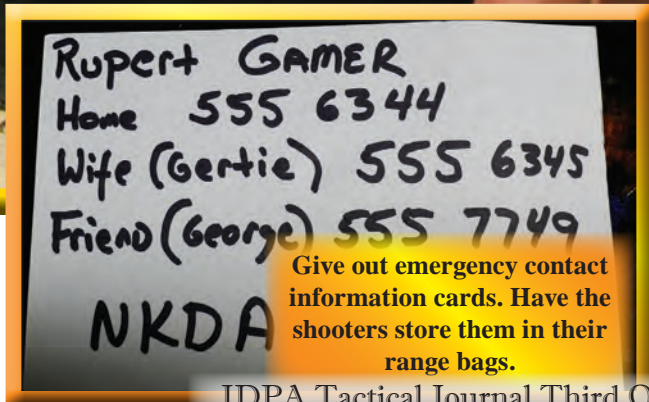 Rupert GAMER
Home 555 6344
Wife (Gertie) 555 6345
Friend (George) 555 7749
NKDA
Give out emergency contact
information cards. Have the
shooters store them in their
range bags.
IDPA Tactical Journal Third